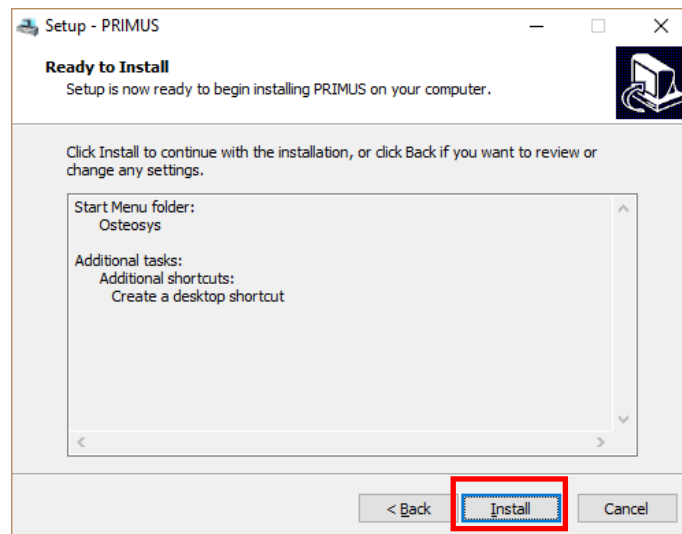 Setup - PRIMUS
Ready to Install
Setup is now ready to begin installing PRIMUS on your computer.
Click Install to continue with the installation, or click Back if you want to review or
change any settings.
Start Menu folder:
Osteosys
Additional tasks:
Additional shortcuts:
Create a desktop shortcut
< Back
Install
Cancel